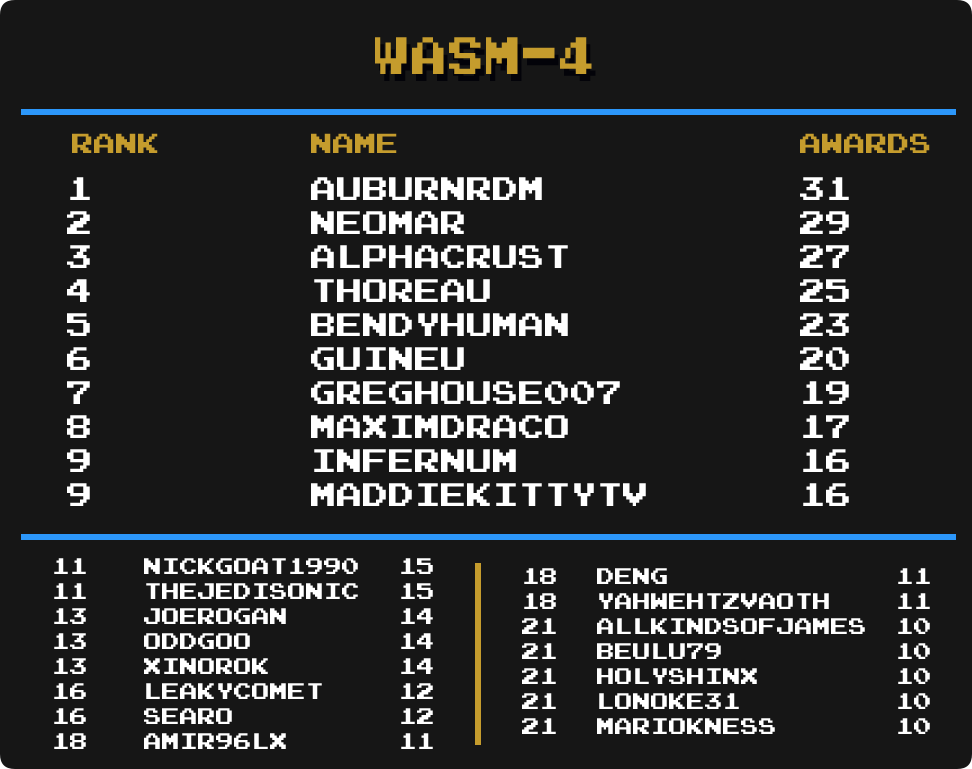 WASM-4
RANK NAME AWARDS
1 AUBURNRDM 31
2 NEOMAR 29
3 ALPHACRUST 27
4 THOREAU 25
5 BENDYHUMAN 23
6 GUINEU 20
7 GREGHOUSE007 19
8 MAXIMDRACO 17
9 INFERNUM 16
9 MADDIEKITTYTV 16
11 NICKGOAT1990 15
11 THEJEDISONIC 15
13 JOEROGAN 14
13 ODDGOO 14
13 XINOROK 14
16 LEAKYCOMET 12
16 SEARO 12
18 AMIR96LX 11
18 DENG 11
18 YAHWEHTZVAOTH 11
21 ALLKINDSOFJAMES 10
21 BEULU79 10
21 HOLYSHINX 10
21 LONOKE31 10
21 MARIOKNESS 10